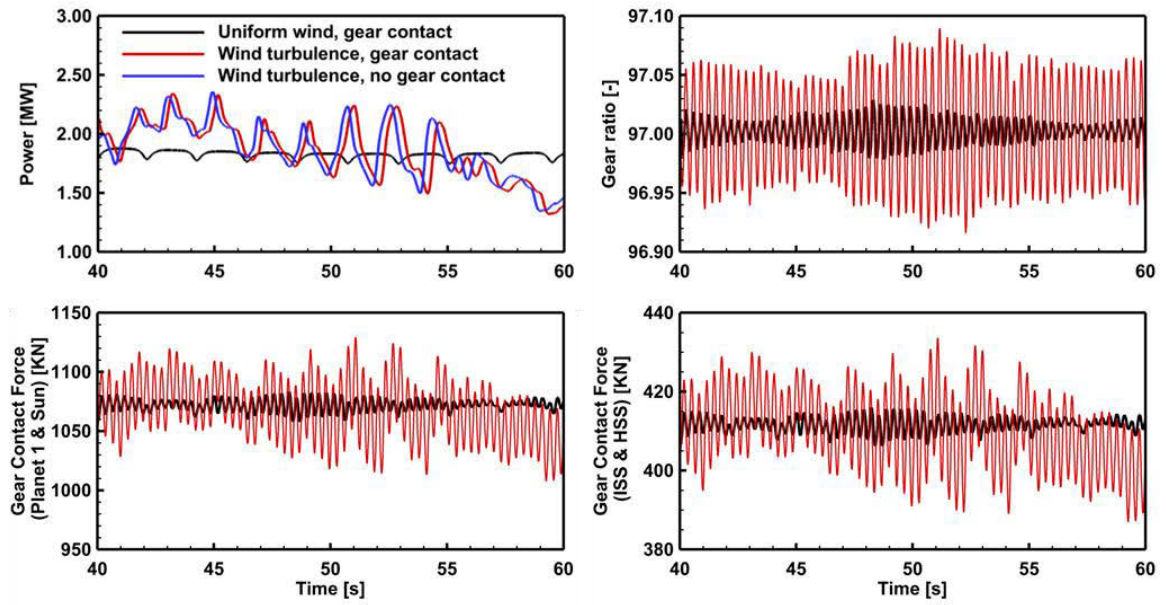 3.00
2.50
2.00
1.50
1.00
Power [MW]
Uniform wind, gear contact
Wind turbulence, gear contact
Wind turbulence, no gear contact
40 45 50 55 60
97.10
97.05
97.00
96.95
96.90
Gear ratio [-]
40 45 50 55 60
1150
1100
1050
1000
950
Gear Contact Force
(Planet 1 & Sun) [KN]
40 45 50 55 60
Time [s]
440
420
400
380
Gear Contact Force
(ISS & HSS) [KN]
40 45 50 55 60
Time [s]